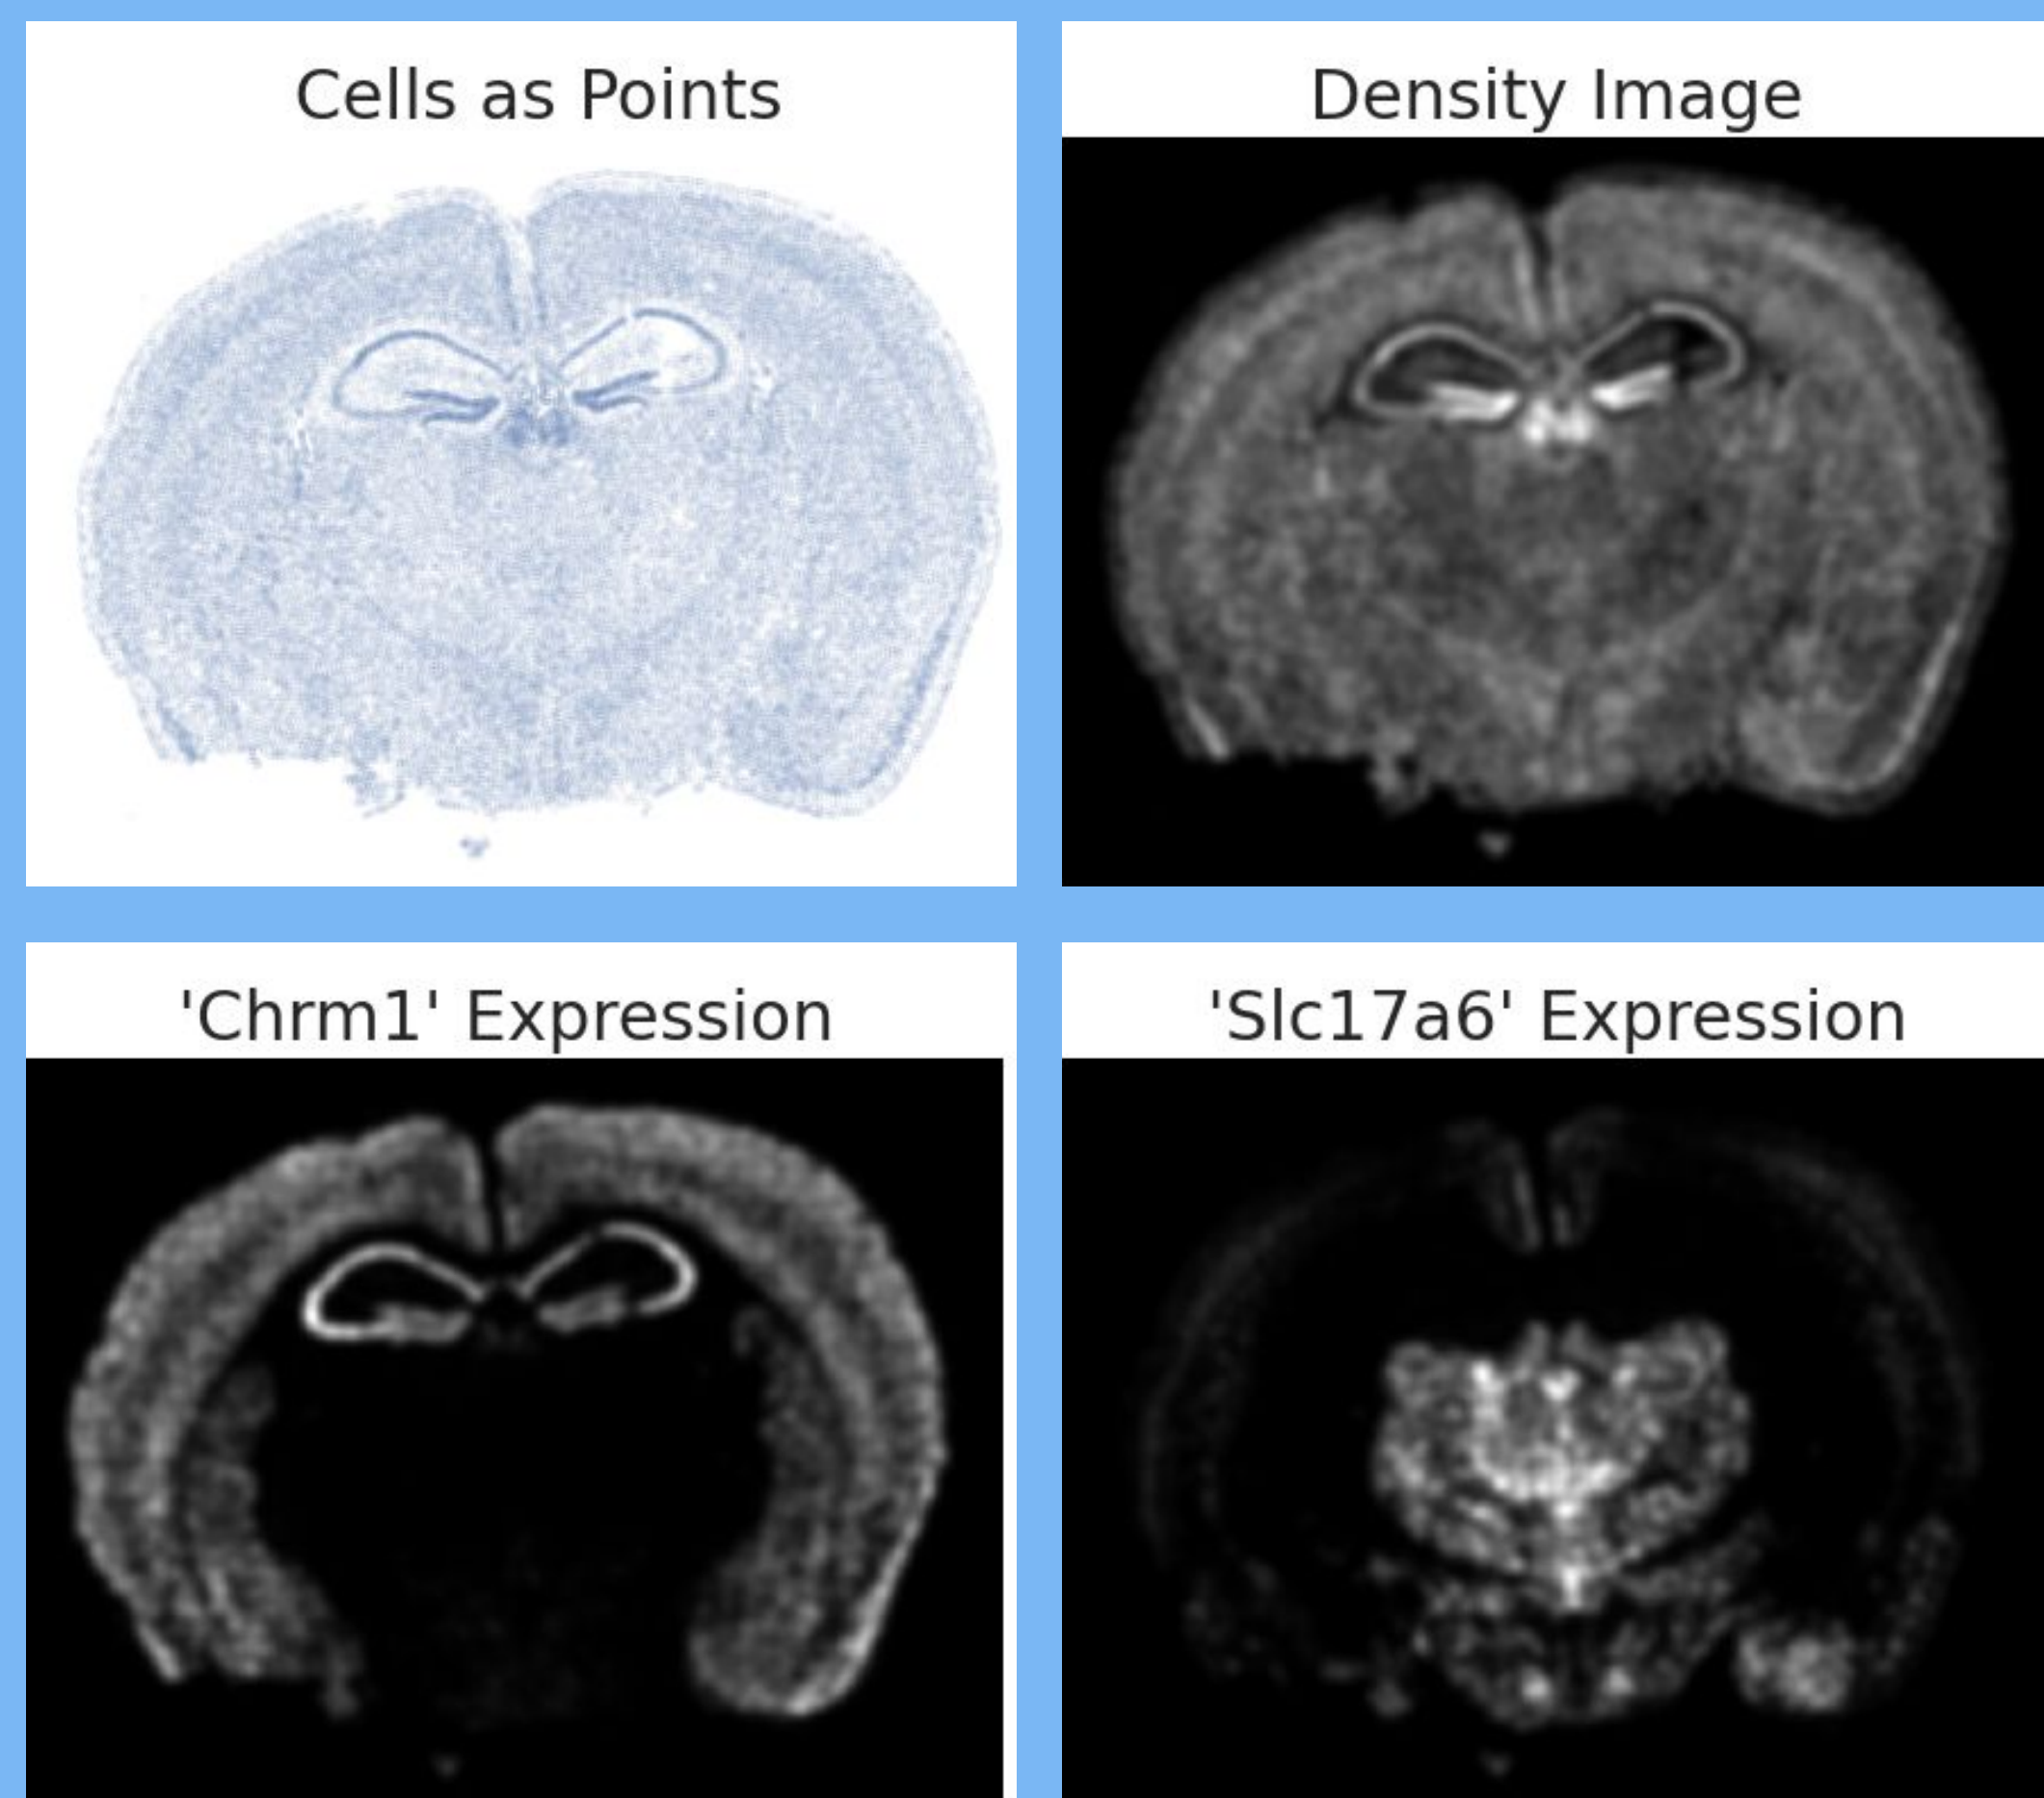 Cells as Points
Density Image
'Chrm1' Expression
'Slc17a6' Expression